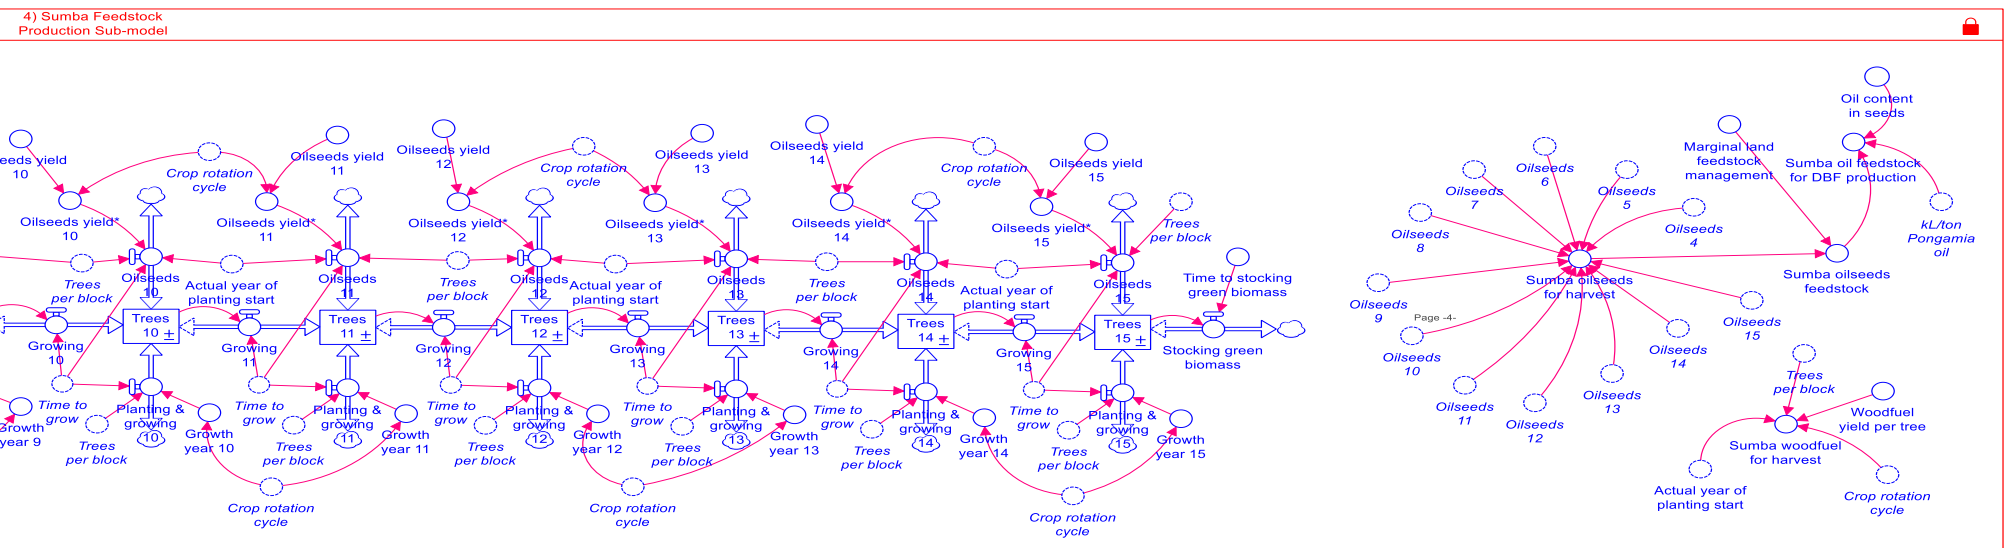 4) Sumba Feedstock
Production Sub-model
eeds yield
10
Crop rotation
cycle
Oilseeds yield
11
Oilseeds yield
12
Crop rotation
cycle
Oilseeds yield
13
Oilseeds yield
14
Crop rotation
cycle
Oilseeds yield
15
Oilseeds yield*
10
Oilseeds yield*
11
Oilseeds yield*
12
Oilseeds yield*
13
Oilseeds yield*
14
Oilseeds yield*
15
Trees
per block
Trees
per block
Oilseeds
10
Actual year of
planting start
Oilseeds
11
Trees
per block
Oilseeds
12
Actual year of
planting start
Oilseeds
13
Trees
per block
Oilseeds
14
Actual year of
planting start
Oilseeds
15
Time to stocking
green biomass
Growing
10
Trees
10 ±
Growing
11
Trees
11 ±
Growing
12
Trees
12 ±
Growing
13
Trees
13 ±
Growing
14
Trees
14 ±
Growing
15
Trees
15 ±
Stocking green
biomass
Growth
year 9
Time to
grow
Trees
per block
Planting &
growing
10
Growth
year 10
Time to
grow
Trees
per block
Planting &
growing
11
Growth
year 11
Time to
grow
Trees
per block
Planting &
growing
12
Growth
year 12
Time to
grow
Trees
per block
Planting &
growing
13
Growth
year 13
Time to
grow
Trees
per block
Planting &
growing
14
Growth
year 14
Time to
grow
Trees
per block
Planting &
growing
15
Growth
year 15
Crop rotation
cycle
Crop rotation
cycle
Crop rotation
cycle
Oilseeds
4
Oilseeds
5
Oilseeds
6
Oilseeds
7
Oilseeds
8
Oilseeds
9
Page -4-
Oilseeds
10
Oilseeds
11
Oilseeds
12
Oilseeds
13
Oilseeds
14
Oilseeds
15
Sumba oilseeds
for harvest
Oil content
in seeds
Marginal land
feedstock
management
Sumba oil feedstock
for DBF production
kL/ton
Pongamia
oil
Sumba oilseeds
feedstock
Trees
per block
Woodfuel
yield per tree
Sumba woodfuel
for harvest
Actual year of
planting start
Crop rotation
cycle